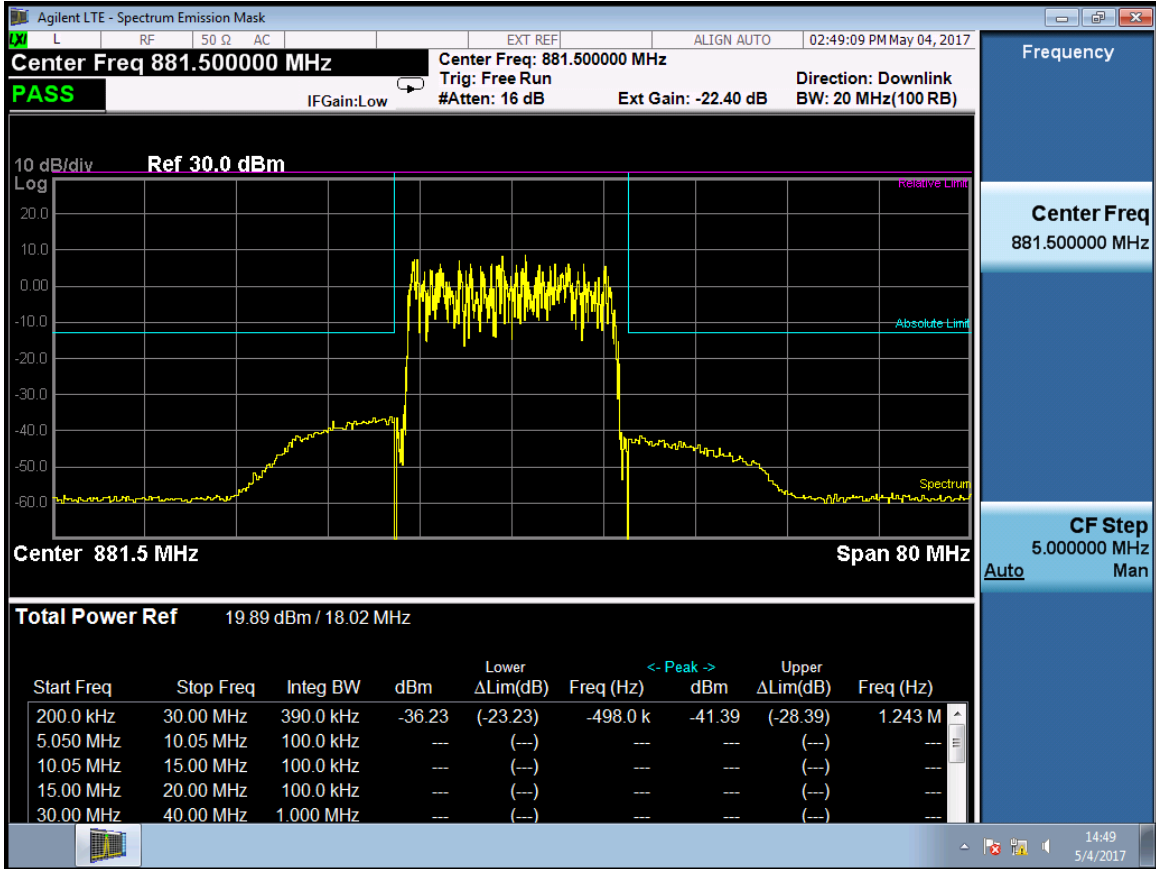 Agilent LTE - Spectrum Emission Mask
LXI L RF 50 Ω AC EXT REF ALIGN AUTO 02:49:09 PM May 04, 2017
Center Freq 881.500000 MHz
Center Freq: 881.500000 MHz
Trig: Free Run
Direction: Downlink
PASS
IFGain:Low
#Atten: 16 dB
Ext Gain: -22.40 dB
BW: 20 MHz(100 RB)
10 dB/div Ref 30.0 dBm
Log
Relative Limit
20.0
10.0
0.00
-10.0
Absolute Limit
-20.0
-30.0
-40.0
-50.0
Spectrum
-60.0
Center 881.5 MHz Span 80 MHz
Total Power Ref 19.89 dBm / 18.02 MHz
Lower <- Peak -> Upper
Start Freq Stop Freq Integ BW dBm ΔLim(dB) Freq (Hz) dBm ΔLim(dB) Freq (Hz)
200.0 kHz 30.00 MHz 390.0 kHz -36.23 (-23.23) -498.0 k -41.39 (-28.39) 1.243 M
5.050 MHz 10.05 MHz 100.0 kHz --- (---) --- --- (---) ---
10.05 MHz 15.00 MHz 100.0 kHz --- (---) --- --- (---) ---
15.00 MHz 20.00 MHz 100.0 kHz --- (---) --- --- (---) ---
30.00 MHz 40.00 MHz 1.000 MHz --- (---) --- --- (---) ---
Frequency
Center Freq
881.500000 MHz
CF Step
5.000000 MHz
Auto Man
14:49
5/4/2017